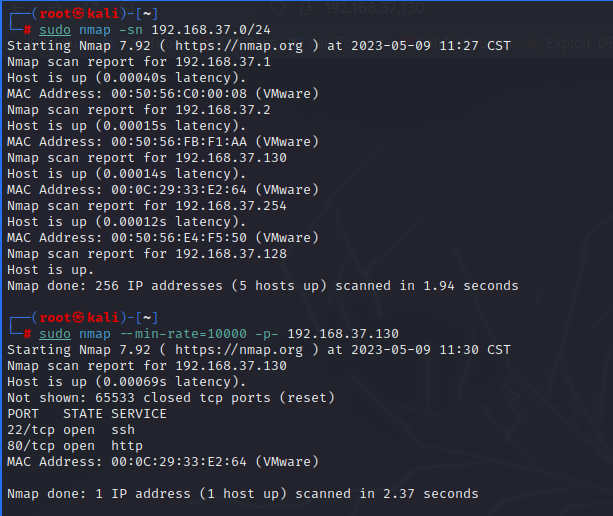 192.168.37.130
┌──(root㉿kali)-[~]
└─# sudo nmap -sn 192.168.37.0/24
Starting Nmap 7.92 ( https://nmap.org ) at 2023-05-09 11:27 CST
Nmap scan report for 192.168.37.1
Host is up (0.00040s latency).
MAC Address: 00:50:56:C0:00:08 (VMware)
Nmap scan report for 192.168.37.2
Host is up (0.00015s latency).
MAC Address: 00:50:56:FB:F1:AA (VMware)
Nmap scan report for 192.168.37.130
Host is up (0.00014s latency).
MAC Address: 00:0C:29:33:E2:64 (VMware)
Nmap scan report for 192.168.37.254
Host is up (0.00012s latency).
MAC Address: 00:50:56:E4:F5:50 (VMware)
Nmap scan report for 192.168.37.128
Host is up.
Nmap done: 256 IP addresses (5 hosts up) scanned in 1.94 seconds
┌──(root㉿kali)-[~]
└─# sudo nmap --min-rate=10000 -p- 192.168.37.130
Starting Nmap 7.92 ( https://nmap.org ) at 2023-05-09 11:30 CST
Nmap scan report for 192.168.37.130
Host is up (0.00069s latency).
Not shown: 65533 closed tcp ports (reset)
PORT   STATE SERVICE
22/tcp open  ssh
80/tcp open  http
MAC Address: 00:0C:29:33:E2:64 (VMware)
Nmap done: 1 IP address (1 host up) scanned in 2.37 seconds